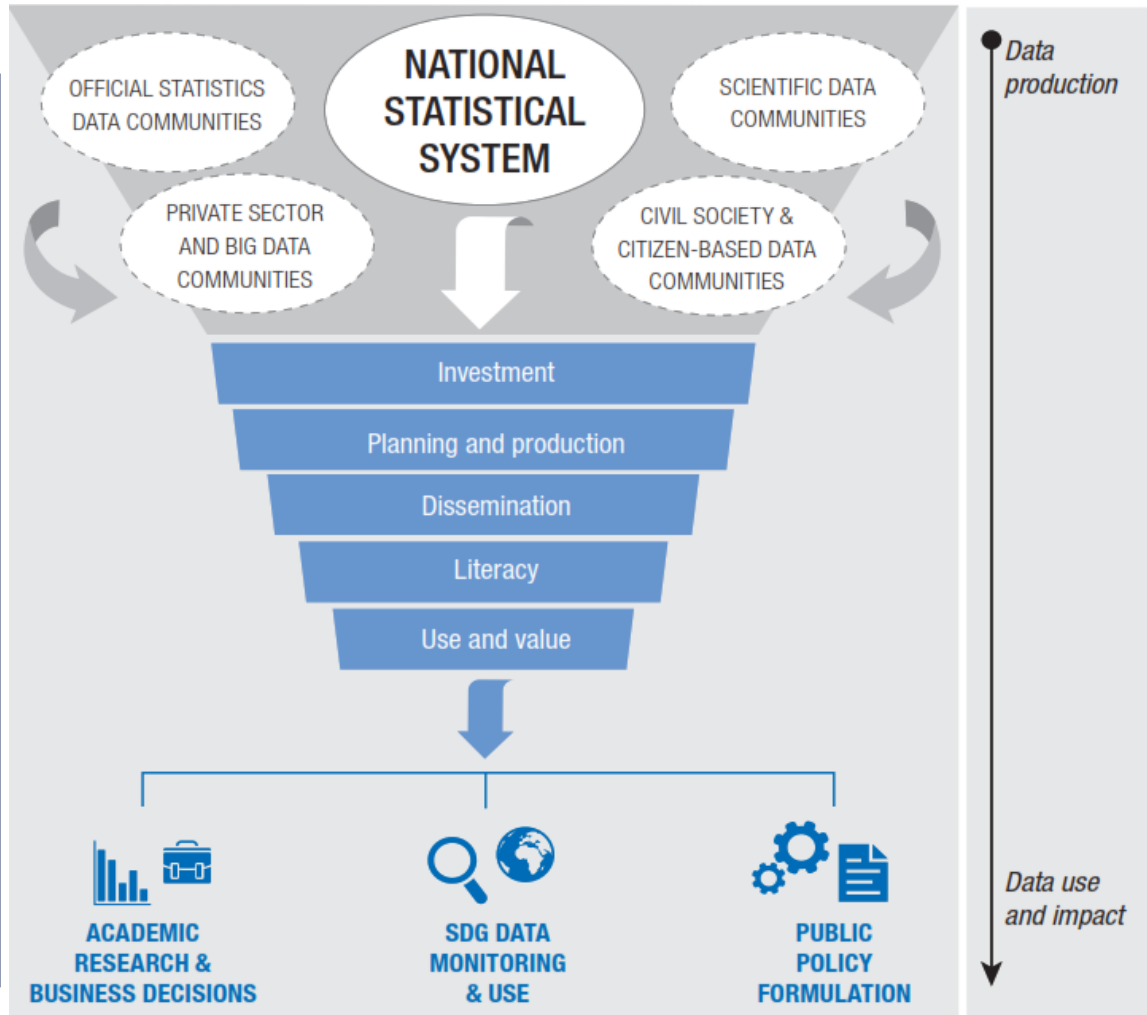 NATIONAL
STATISTICAL
SYSTEM
OFFICIAL STATISTICS
DATA COMMUNITIES
SCIENTIFIC DATA
COMMUNITIES
PRIVATE SECTOR
AND BIG DATA
COMMUNITIES
CIVIL SOCIETY &
CITIZEN-BASED DATA
COMMUNITIES
Investment
Planning and production
Dissemination
Literacy
Use and value
ACADEMIC
RESEARCH &
BUSINESS DECISIONS
SDG DATA
MONITORING
& USE
PUBLIC
POLICY
FORMULATION
Data
production
Data use
and impact